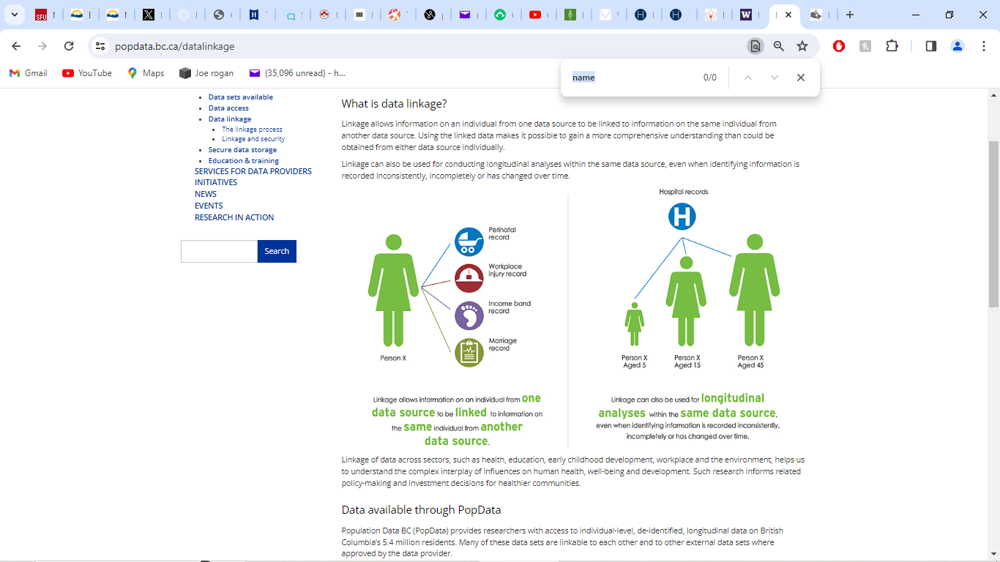 SFU
popdata.bc.ca/datalinkage
Gmail
YouTube
Maps
Joe rogan
(35,096 unread) - h...
name
0/0
Data sets available
Data access
Data linkage
The linkage process
Linkage and security
Secure data storage
Education & training
SERVICES FOR DATA PROVIDERS
INITIATIVES
NEWS
EVENTS
RESEARCH IN ACTION
Search
What is data linkage?
Linkage allows information on an individual from one data source to be linked to information on the same individual from
another data source. Using the linked data makes it possible to gain a more comprehensive understanding than could be
obtained from either data source individually.
Linkage can also be used for conducting longitudinal analyses within the same data source, even when identifying information is
recorded inconsistently, incompletely or has changed over time.
Perinatal
record
Workplace
injury record
Income band
record
Marriage
record
Person X
Linkage allows information on an individual from one
data source to be linked to information on
the same individual from another
data source.
Hospital records
H
Person X
Aged 5
Person X
Aged 15
Person X
Aged 45
Linkage can also be used for longitudinal
analyses within the same data source,
even when identifying information is recorded inconsistently,
incompletely or has changed over time.
Linkage of data across sectors, such as health, education, early childhood development, workplace and the environment, helps us
to understand the complex interplay of influences on human health, well-being and development. Such research informs related
policy-making and investment decisions for healthier communities.
Data available through PopData
Population Data BC (PopData) provides researchers with access to individual-level, de-identified, longitudinal data on British
Columbia's 5.4 million residents. Many of these data sets are linkable to each other and to other external data sets where
approved by the data provider.